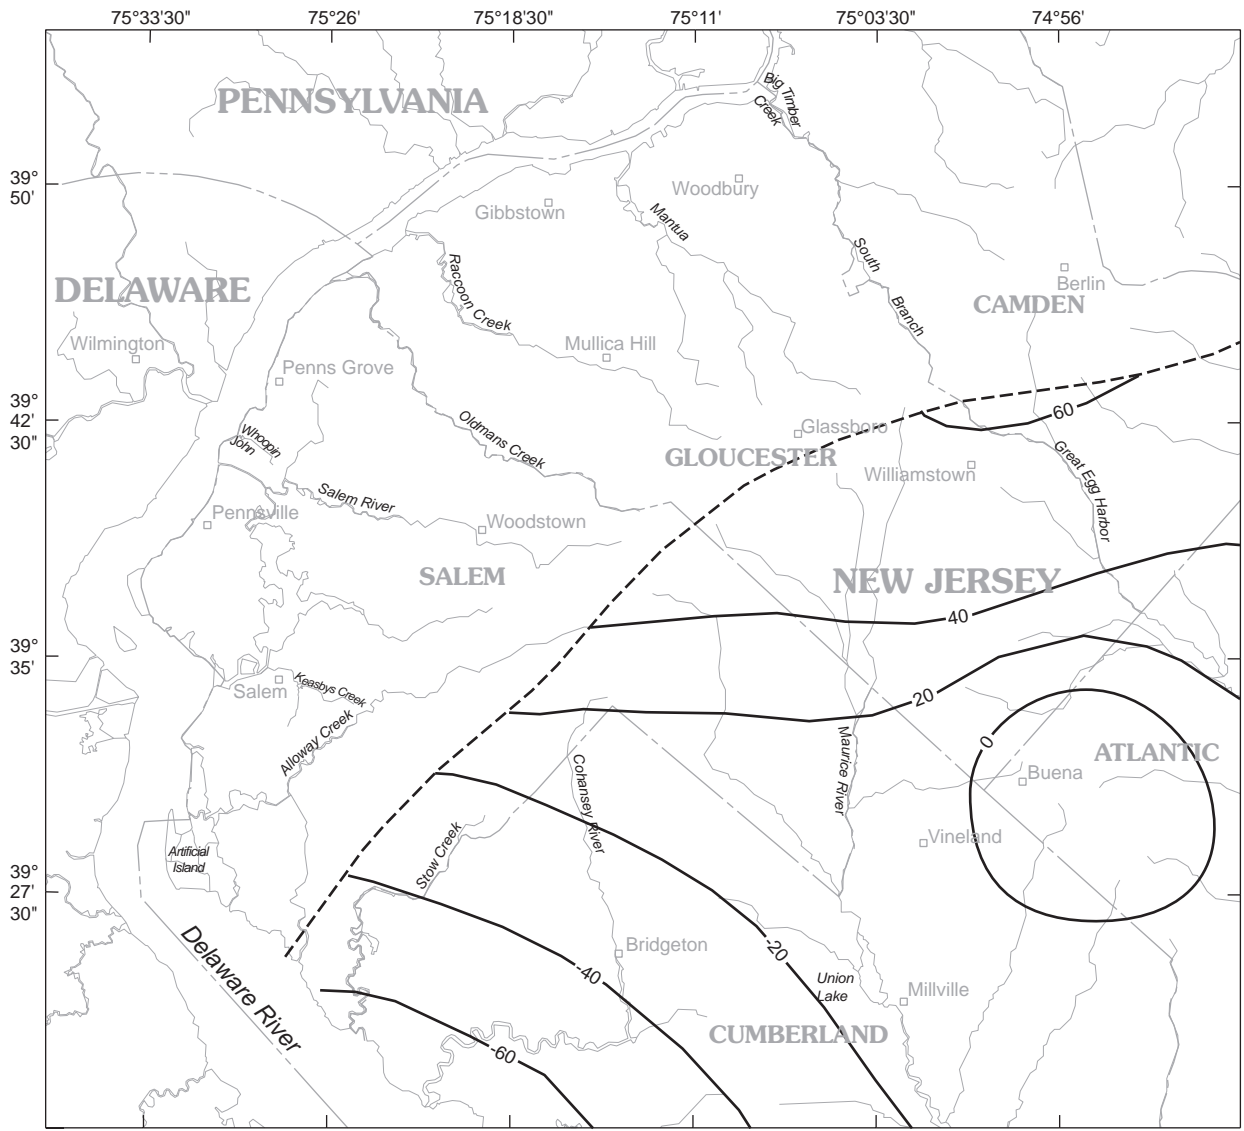 75°33'30"
75°26'
75°18'30"
75°11'
75°03'30"
74°56'
39°
50'
39°
42'
30"
39°
35'
39°
27'
30"
PENNSYLVANIA
Big Timber
Creek
Woodbury
Gibbstown
Mantua
South
Branch
DELAWARE
Raccoon Creek
Berlin
CAMDEN
Wilmington
Mullica Hill
Penns Grove
60
Oldmans Creek
Glassboro
Whoopin
John
GLOUCESTER
Williamstown
Great Egg Harbor
Salem River
Pennsville
Woodstown
SALEM
NEW JERSEY
40
Salem
Keasbys Creek
20
Alloway Creek
0
Maurice River
ATLANTIC
Cohansey River
Buena
Stow Creek
Vineland
Artificial
Island
Delaware River
Bridgeton
-20
-40
Union
Lake
Millville
CUMBERLAND
-60